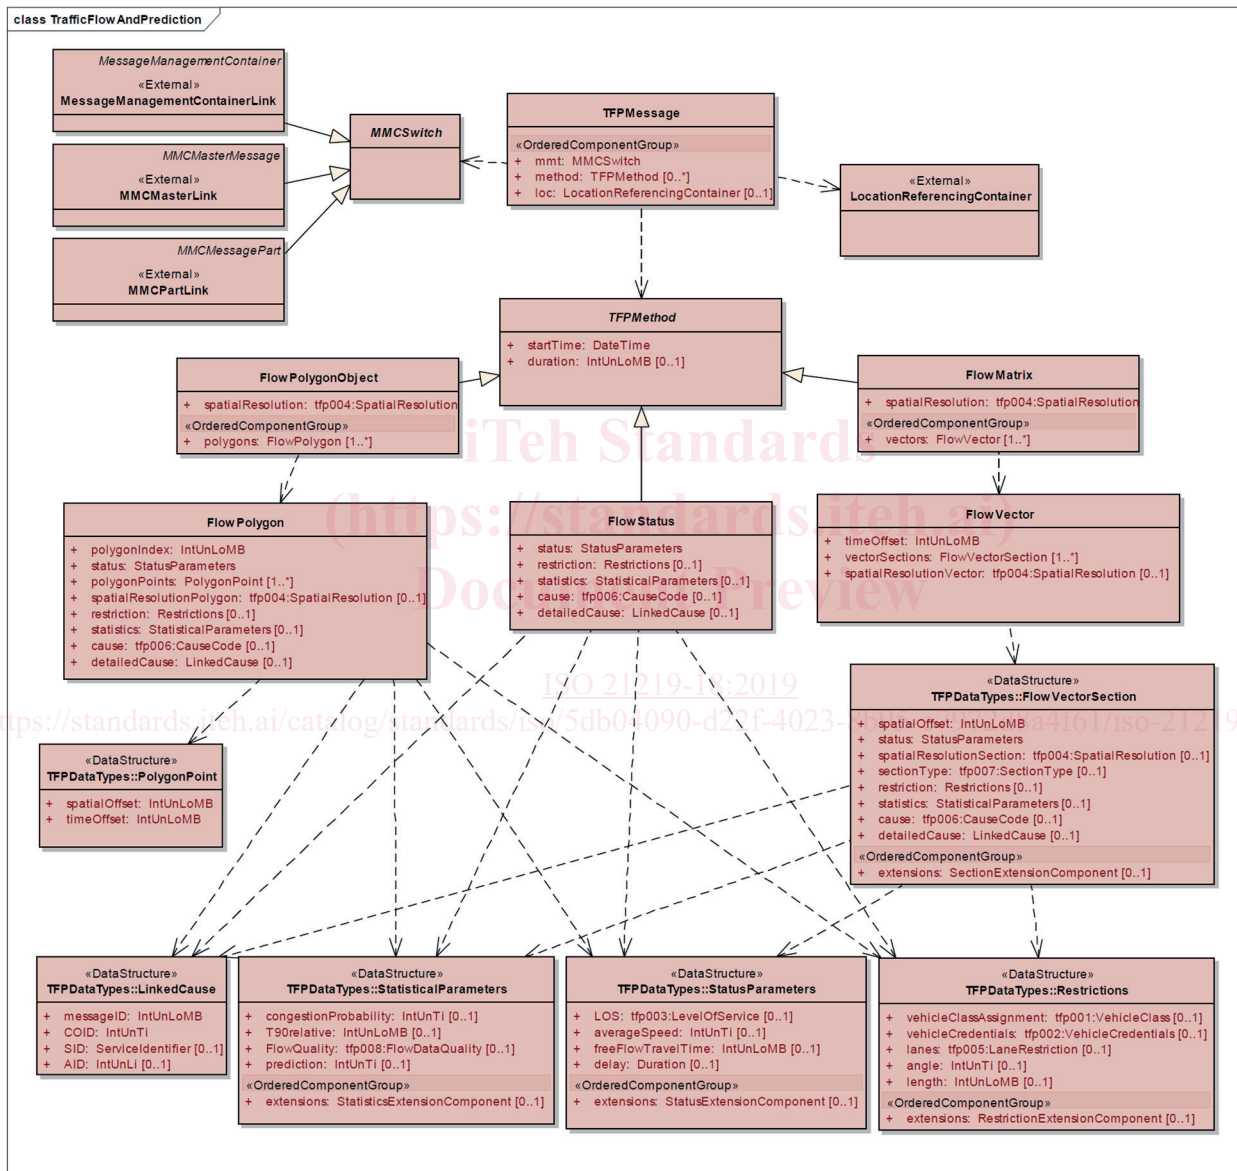 class TrafficFlowAndPrediction
MessageManagementContainer
«External»
MessageManagementContainerLink
MMCMasterMessage
«External»
MMCMasterLink
MMCMessagePart
«External»
MMCPartLink
MMCSwitch
TFPMessage
«OrderedComponentGroup»
+ mmt: MMCSwitch
+ method: TFPMethod [0..*]
+ loc: LocationReferencingContainer [0..1]
«External»
LocationReferencingContainer
TFPMethod
+ startTime: DateTime
+ duration: IntUnLoMB [0..1]
FlowPolygonObject
+ spatialResolution: tfp004:SpatialResolution
«OrderedComponentGroup»
+ polygons: FlowPolygon [1..*]
FlowMatrix
+ spatialResolution: tfp004:SpatialResolution
«OrderedComponentGroup»
+ vectors: FlowVector [1..*]
iTeh Standards
(https://standards.iteh.ai)
Document Preview
FlowPolygon
+ polygonIndex: IntUnLoMB
+ status: StatusParameters
+ polygonPoints: PolygonPoint [1..*]
+ spatialResolutionPolygon: tfp004:SpatialResolution [0..1]
+ restriction: Restrictions [0..1]
+ statistics: StatisticalParameters [0..1]
+ cause: tfp006:CauseCode [0..1]
+ detailedCause: LinkedCause [0..1]
FlowStatus
+ status: StatusParameters
+ restriction: Restrictions [0..1]
+ statistics: StatisticalParameters [0..1]
+ cause: tfp006:CauseCode [0..1]
+ detailedCause: LinkedCause [0..1]
FlowVector
+ timeOffset: IntUnLoMB
+ vectorSections: FlowVectorSection [1..*]
+ spatialResolutionVector: tfp004:SpatialResolution [0..1]
ISO 21219-18:2019
«DataStructure»
TFPDataTypes::FlowVectorSection
+ spatialOffset: IntUnLoMB
+ status: StatusParameters
+ spatialResolutionSection: tfp004:SpatialResolution [0..1]
+ sectionType: tfp007:SectionType [0..1]
+ restriction: Restrictions [0..1]
+ statistics: StatisticalParameters [0..1]
+ cause: tfp006:CauseCode [0..1]
+ detailedCause: LinkedCause [0..1]
«OrderedComponentGroup»
+ extensions: SectionExtensionComponent [0..1]
«DataStructure»
TFPDataTypes::PolygonPoint
+ spatialOffset: IntUnLoMB
+ timeOffset: IntUnLoMB
«DataStructure»
TFPDataTypes::LinkedCause
+ messageID: IntUnLoMB
+ COID: IntUnTi
+ SID: ServiceIdentifier [0..1]
+ AID: IntUnLi [0..1]
«DataStructure»
TFPDataTypes::StatisticalParameters
+ congestionProbability: IntUnTi [0..1]
+ T90relative: IntUnLoMB [0..1]
+ FlowQuality: tfp008:FlowDataQuality [0..1]
+ prediction: IntUnTi [0..1]
«OrderedComponentGroup»
+ extensions: StatisticsExtensionComponent [0..1]
«DataStructure»
TFPDataTypes::StatusParameters
+ LOS: tfp003:LevelOfService [0..1]
+ averageSpeed: IntUnTi [0..1]
+ freeFlowTravelTime: IntUnLoMB [0..1]
+ delay: Duration [0..1]
«OrderedComponentGroup»
+ extensions: StatusExtensionComponent [0..1]
«DataStructure»
TFPDataTypes::Restrictions
+ vehicleClassAssignment: tfp001:VehicleClass [0..1]
+ vehicleCredentials: tfp002:VehicleCredentials [0..1]
+ lanes: tfp005:LaneRestriction [0..1]
+ angle: IntUnTi [0..1]
+ length: IntUnLoMB [0..1]
«OrderedComponentGroup»
+ extensions: RestrictionExtensionComponent [0..1]